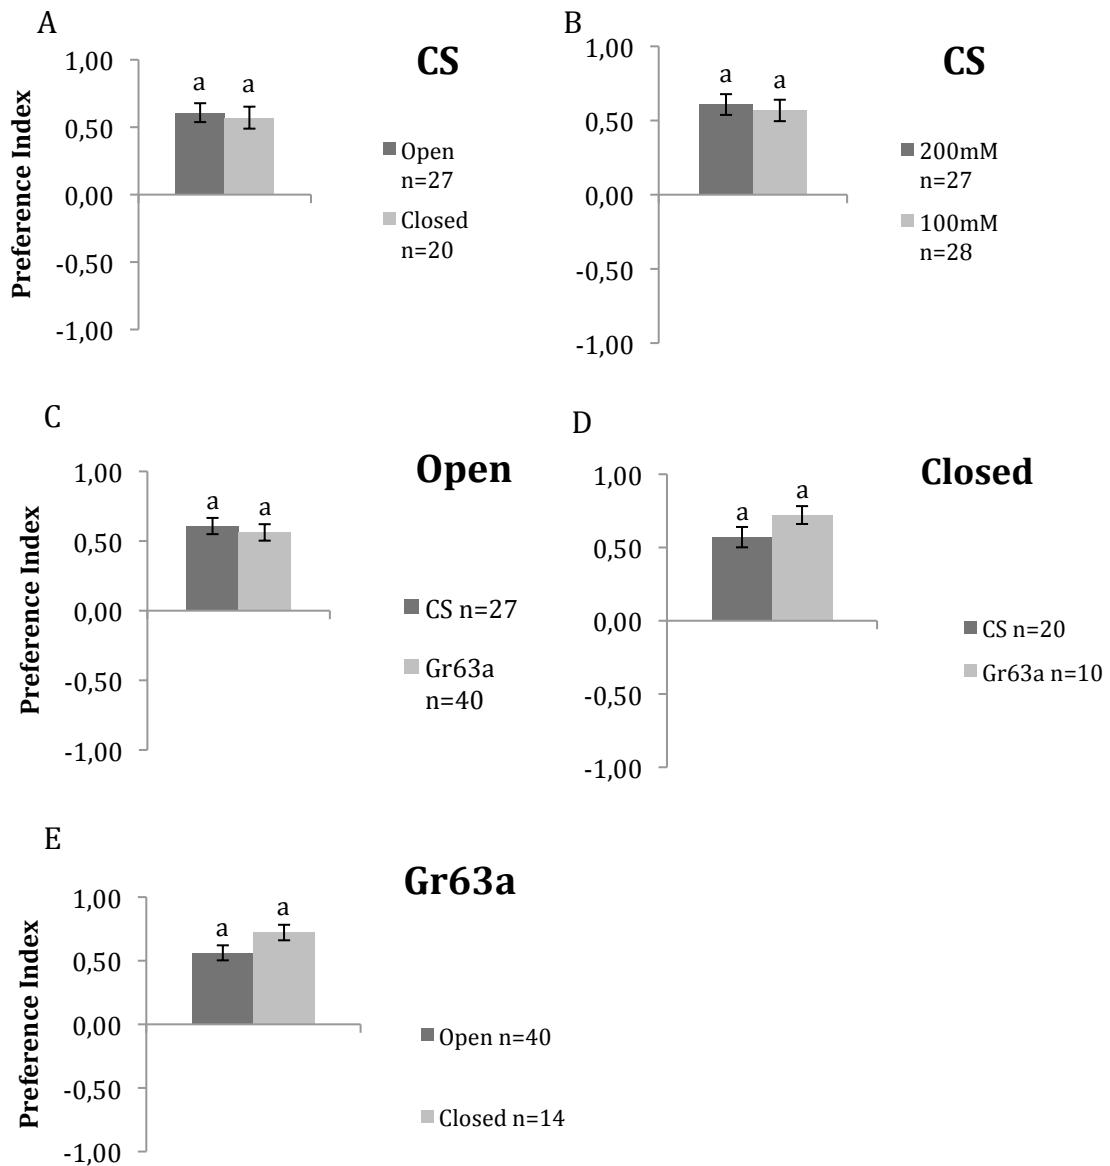 A
CS
Preference Index
1,00
0,50
0,00
-0,50
-1,00
a
a
Open
n=27
Closed
n=20
B
CS
1,00
0,50
0,00
-0,50
-1,00
a
a
200mM
n=27
100mM
n=28
C
Open
Preference Index
1,00
0,50
0,00
-0,50
-1,00
a
a
CS n=27
Gr63a
n=40
D
Closed
1,00
0,50
0,00
-0,50
-1,00
a
a
CS n=20
Gr63a n=10
E
Gr63a
Preference Index
1,00
0,50
0,00
-0,50
-1,00
a
a
Open n=40
Closed n=14